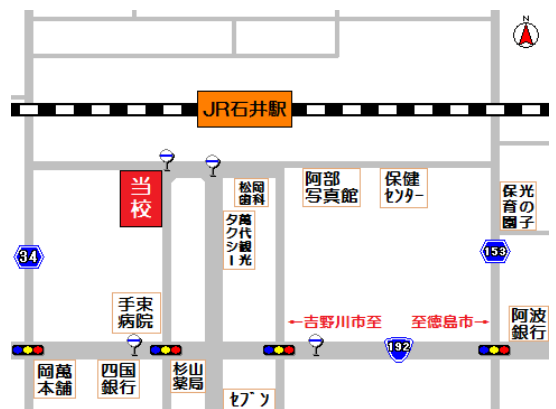 JR石井駅
当
校
松岡
歯科
阿部
写真館
保健
センター
保光
育の
園子
萬代観光
タクシー
34
153
手束
病院
←吉野川市至
至徳島市→
192
阿波
銀行
岡萬
本舗
四国
銀行
杉山
薬局
セブン